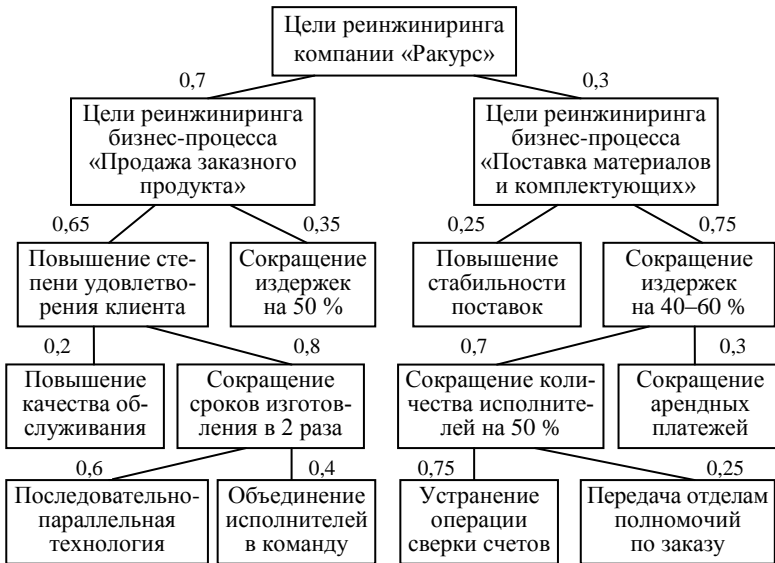 Цели реинжиниринга
компании «Ракурс»
0,7
0,3
Цели реинжиниринга
бизнес-процесса
«Продажа заказного
продукта»
Цели реинжиниринга
бизнес-процесса
«Поставка материалов
и комплектующих»
0,65
0,35
0,25
0,75
Повышение сте-
пени удовлетво-
рения клиента
Сокращение
издержек
на 50 %
Повышение
стабильности
поставок
Сокращение
издержек
на 40–60 %
0,2
0,8
0,7
0,3
Повышение
качества об-
служивания
Сокращение
сроков изготов-
ления в 2 раза
Сокращение коли-
чества исполните-
лей на 50 %
Сокращение
арендных
платежей
0,6
0,4
0,75
0,25
Последовательно-
параллельная
технология
Объединение
исполнителей
в команду
Устранение
операции
сверки счетов
Передача отделам
полномочий
по заказу